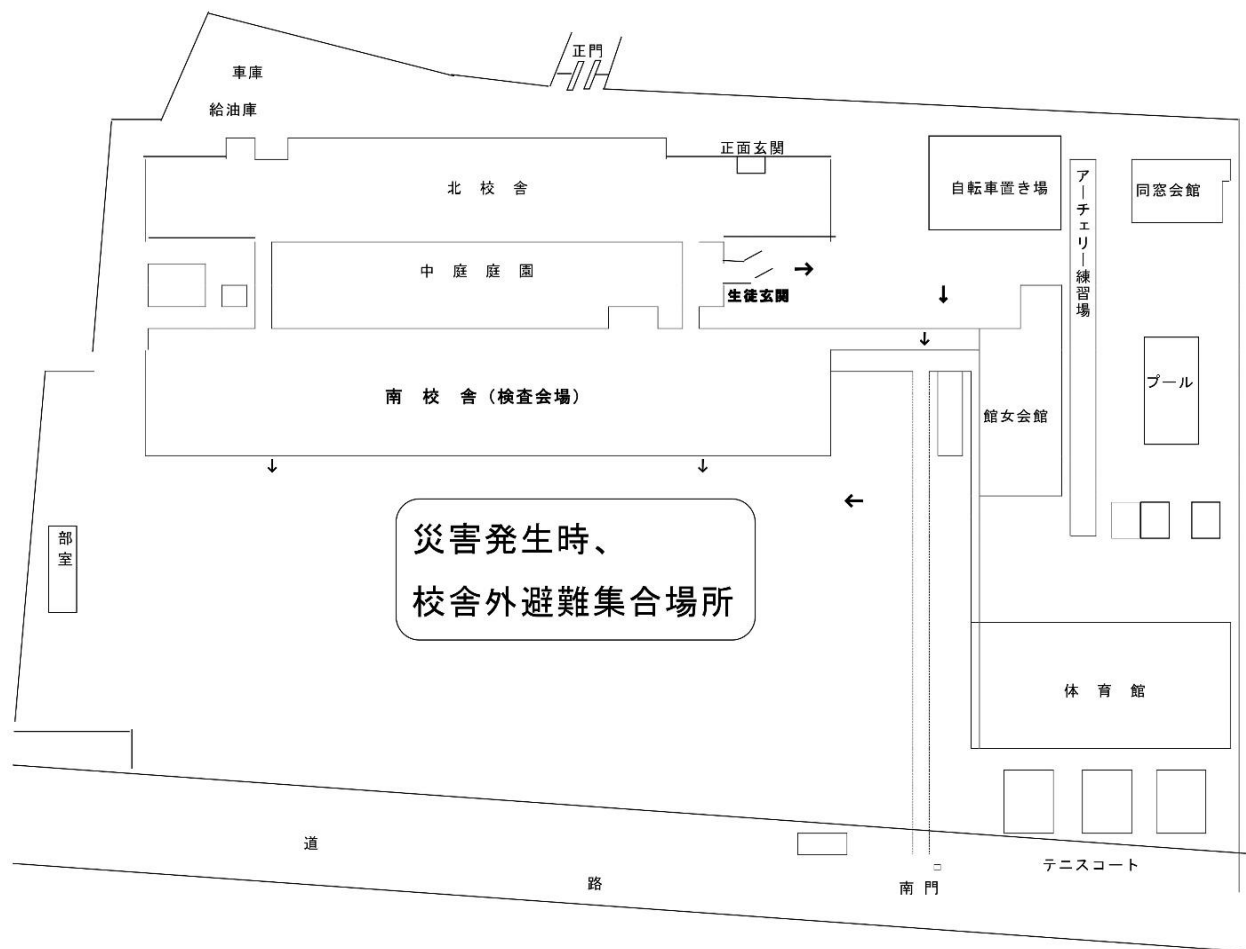 正門
車庫
給油庫
正面玄関
北校舎
自転車置き場
アーチェリー練習場
同窓会館
中庭庭園
生徒玄関
プール
南校舎（検査会場）
館女会館
災害発生時、
校舎外避難集合場所
部室
体育館
道
路
テニスコート
南門